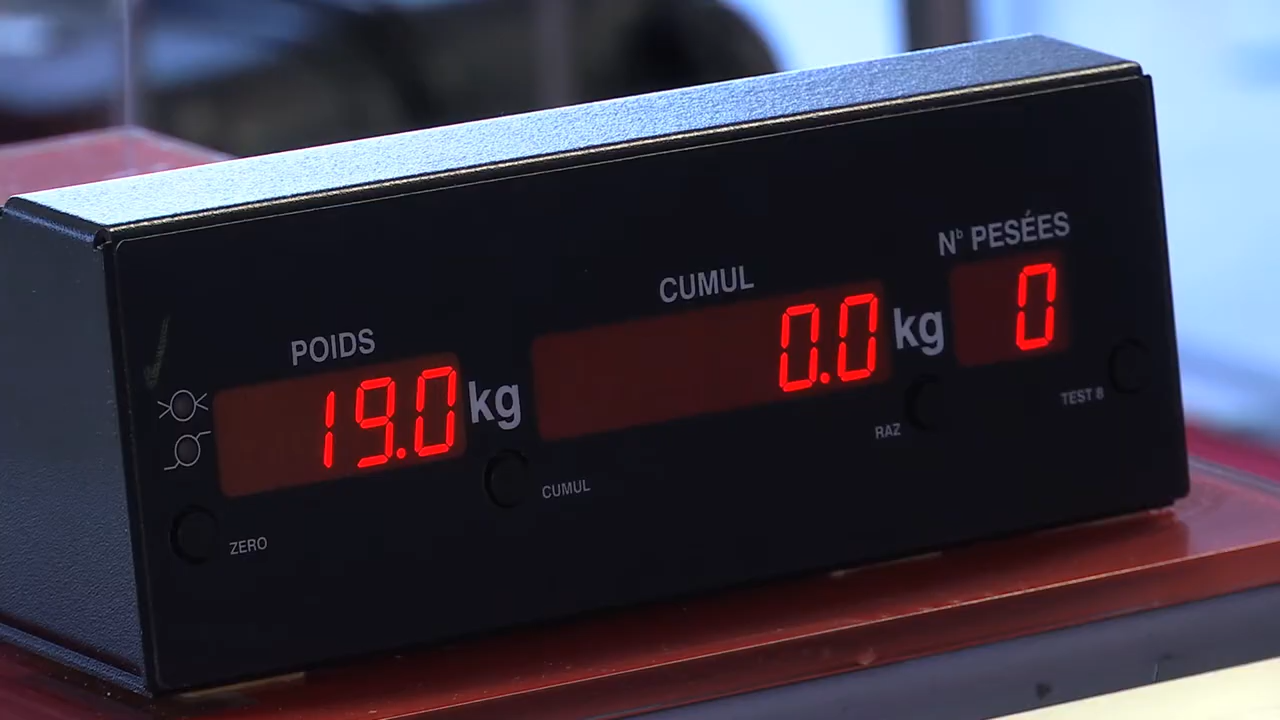 POIDS
19.0 kg
ZERO
CUMUL
CUMUL
0.0 kg
RAZ
Nb PESÉES
0
TEST 8